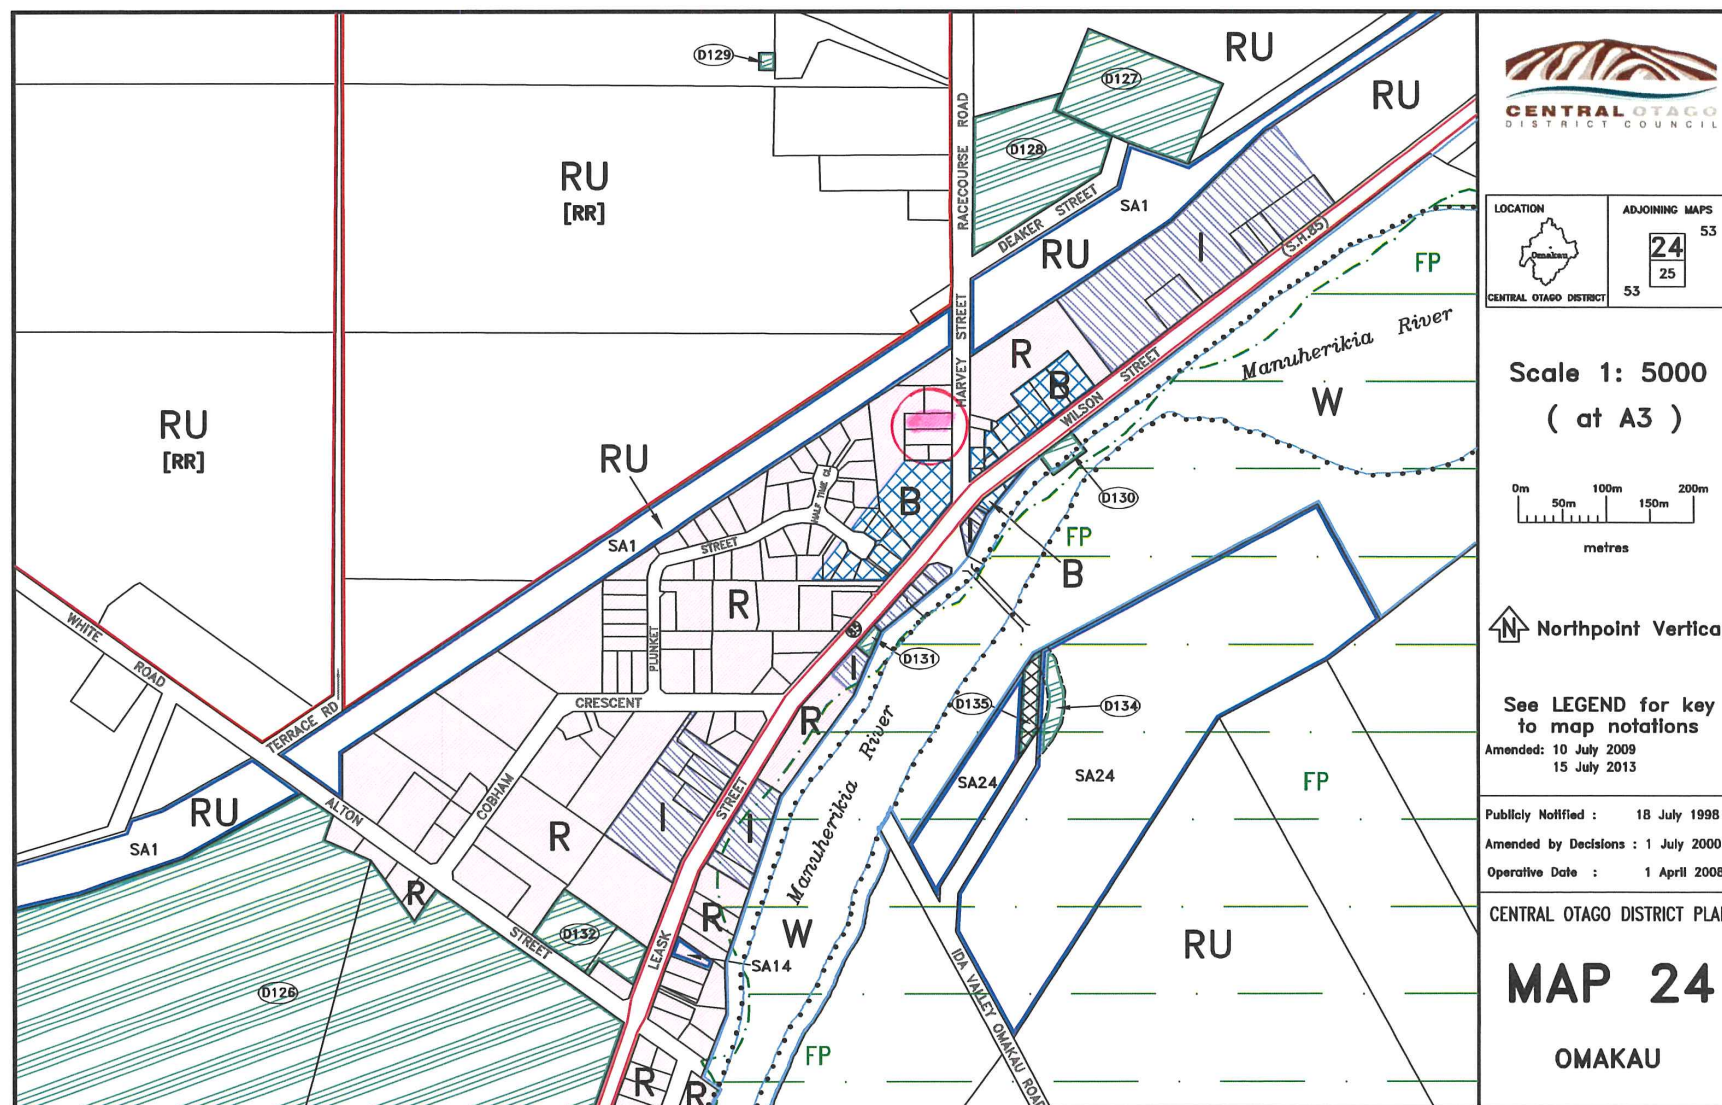 D129
RU
D127
RU
RACECOURSE ROAD
D128
RU
[RR]
DEAKER STREET
SA1
RU
I
(S.H.85)
FP
HARVEY STREET
Manuherikia River
R
B
WILSON STREET
W
RU
[RR]
RU
HALF TIME CL
B
D130
SA1
STREET
I
FP
B
R
WHITE ROAD
PLUNKET
85
D131
I
CRESCENT
R
D135
D134
TERRACE RD
Manuherikia River
SA24
SA24
FP
RU
ALTON STREET
COBHAM
R
I
STREET
I
SA1
R
R
W
D132
LEASK
SA14
RU
D126
IDA VALLEY OMAKAU ROAD
FP
R
R
CENTRAL OTAGO
DISTRICT COUNCIL
LOCATION
Omakau
CENTRAL OTAGO DISTRICT
ADJOINING MAPS
53
24
25
53
Scale 1: 5000
( at A3 )
0m 100m 200m
50m 150m
metres
N Northpoint Vertica
See LEGEND for key
to map notations
Amended: 10 July 2009
15 July 2013
Publicly Notified : 18 July 1998
Amended by Decisions : 1 July 2000
Operative Date : 1 April 2008
CENTRAL OTAGO DISTRICT PLAN
MAP 24
OMAKAU